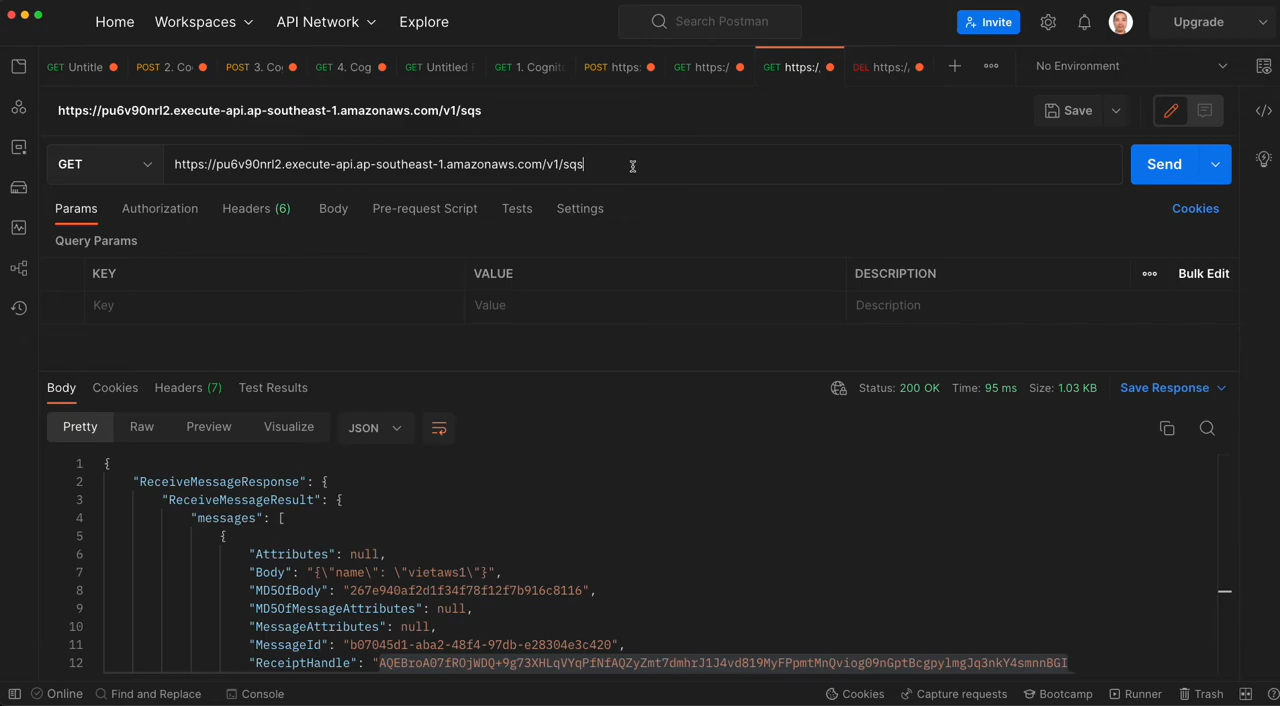 Home Workspaces API Network Explore Search Postman Invite Upgrade
GET Untitle POST 2. Co POST 3. Co GET 4. Cog GET Untitled GET 1. Cognit POST https: GET https:/ GET https:/. DEL https:/, No Environment
https://pu6v90nrl2.execute-api.ap-southeast-1.amazonaws.com/v1/sqs Save
GET https://pu6v90nrl2.execute-api.ap-southeast-1.amazonaws.com/v1/sqs Send
Params Authorization Headers (6) Body Pre-request Script Tests Settings Cookies
Query Params
KEY VALUE DESCRIPTION Bulk Edit
Key Value Description
Body Cookies Headers (7) Test Results Status: 200 OK Time: 95 ms Size: 1.03 KB Save Response
Pretty Raw Preview Visualize JSON
1 {
2 "ReceiveMessageResponse": {
3 "ReceiveMessageResult": {
4 "messages": [
5 {
6 "Attributes": null,
7 "Body": "{\"name\": \"vietaws1\"}",
8 "MD5OfBody": "267e940af2d1f34f78f12f7b916c8116",
9 "MD5OfMessageAttributes": null,
10 "MessageAttributes": null,
11 "MessageId": "b07045d1-aba2-48f4-97db-e28304e3c420",
12 "ReceiptHandle": "AQEBroA07fROjWDQ+9g73XHLqVYqPfNfAQZyZmt7dmhrJ1J4vd819MyFPpmtMnQviog09nGptBcgpylmgJq3nkY4smnnBGI
Online Find and Replace Console Cookies Capture requests Bootcamp Runner Trash